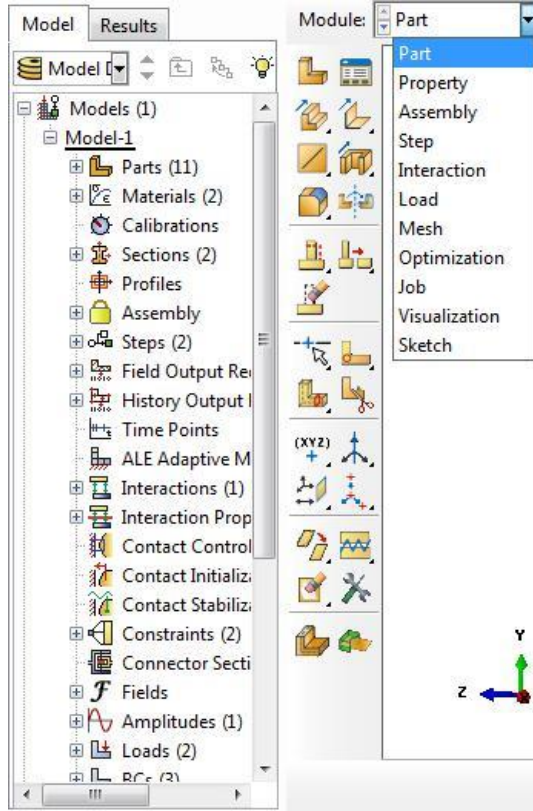 Model
Results
Model D
Models (1)
Model-1
Parts (11)
Materials (2)
Calibrations
Sections (2)
Profiles
Assembly
Steps (2)
Field Output Re
History Output
Time Points
ALE Adaptive M
Interactions (1)
Interaction Prop
Contact Control
Contact Initializ
Contact Stabiliz
Constraints (2)
Connector Secti
Fields
Amplitudes (1)
Loads (2)
BCs (3)
Module: Part
Part
Property
Assembly
Step
Interaction
Load
Mesh
Optimization
Job
Visualization
Sketch
(XYZ)
Y
Z